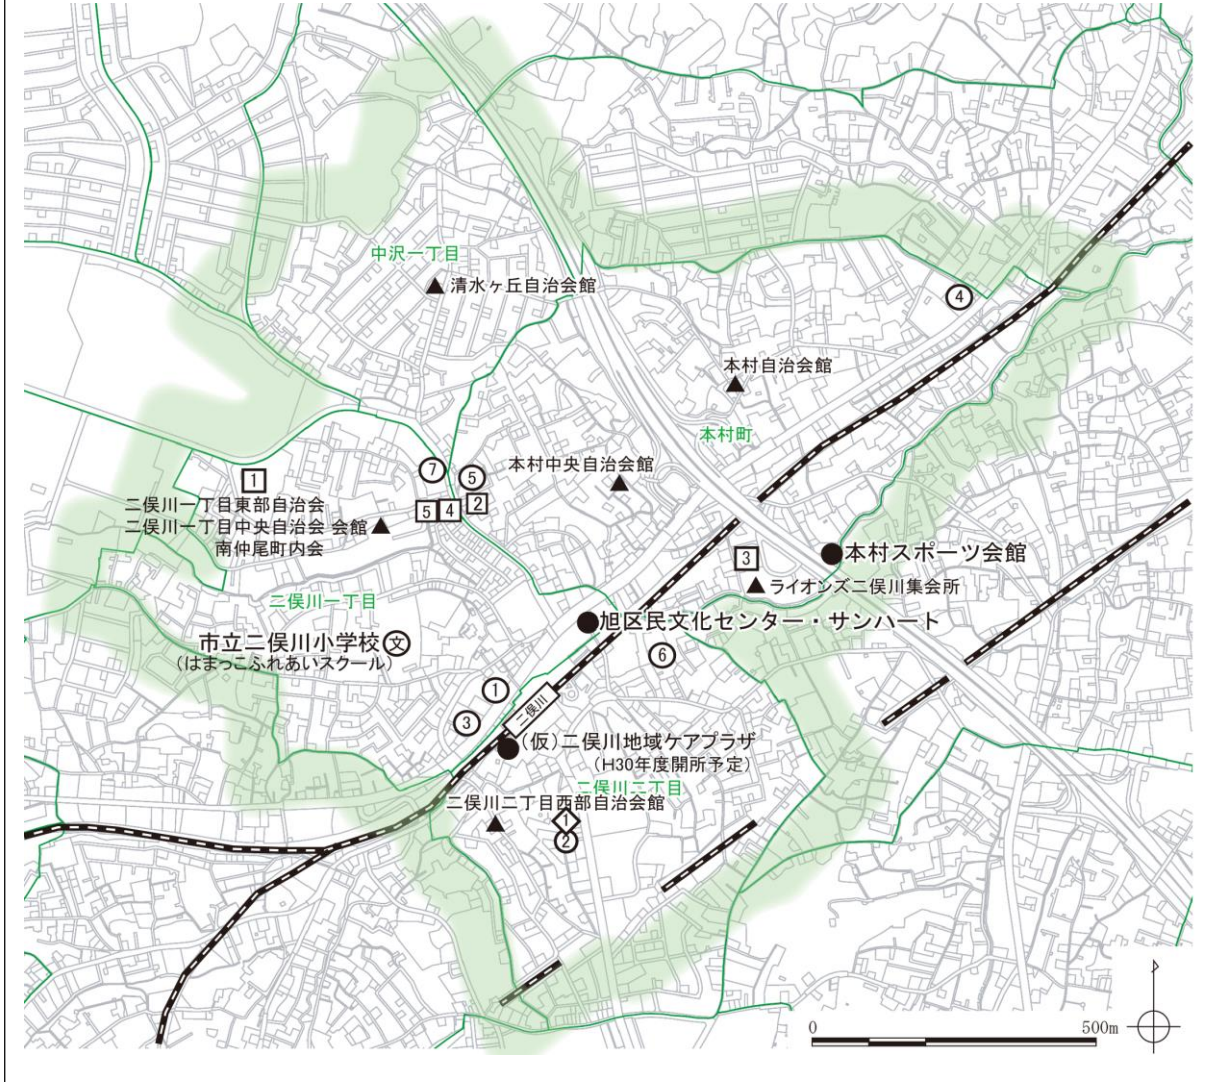 中沢一丁目
清水ヶ丘自治会館
④
本村自治会館
本村町
本村中央自治会館
⑦
⑤
1
2
5
4
二俣川一丁目東部自治会
二俣川一丁目中央自治会 会館
南仲尾町内会
3
本村スポーツ会館
ライオンズ二俣川集会所
二俣川一丁目
旭区民文化センター・サンハート
市立二俣川小学校 文
(はまっこふれあいスクール)
⑥
①
③
二俣川
(仮)二俣川地域ケアプラザ
(H30年度開所予定)
二俣川二丁目
二俣川二丁目西部自治会館
1
②
0
500m